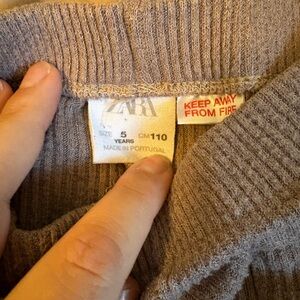 ZARA
SIZE 5 YEARS CM 110
MADE IN PORTUGAL
KEEP AWAY
FROM FIRE